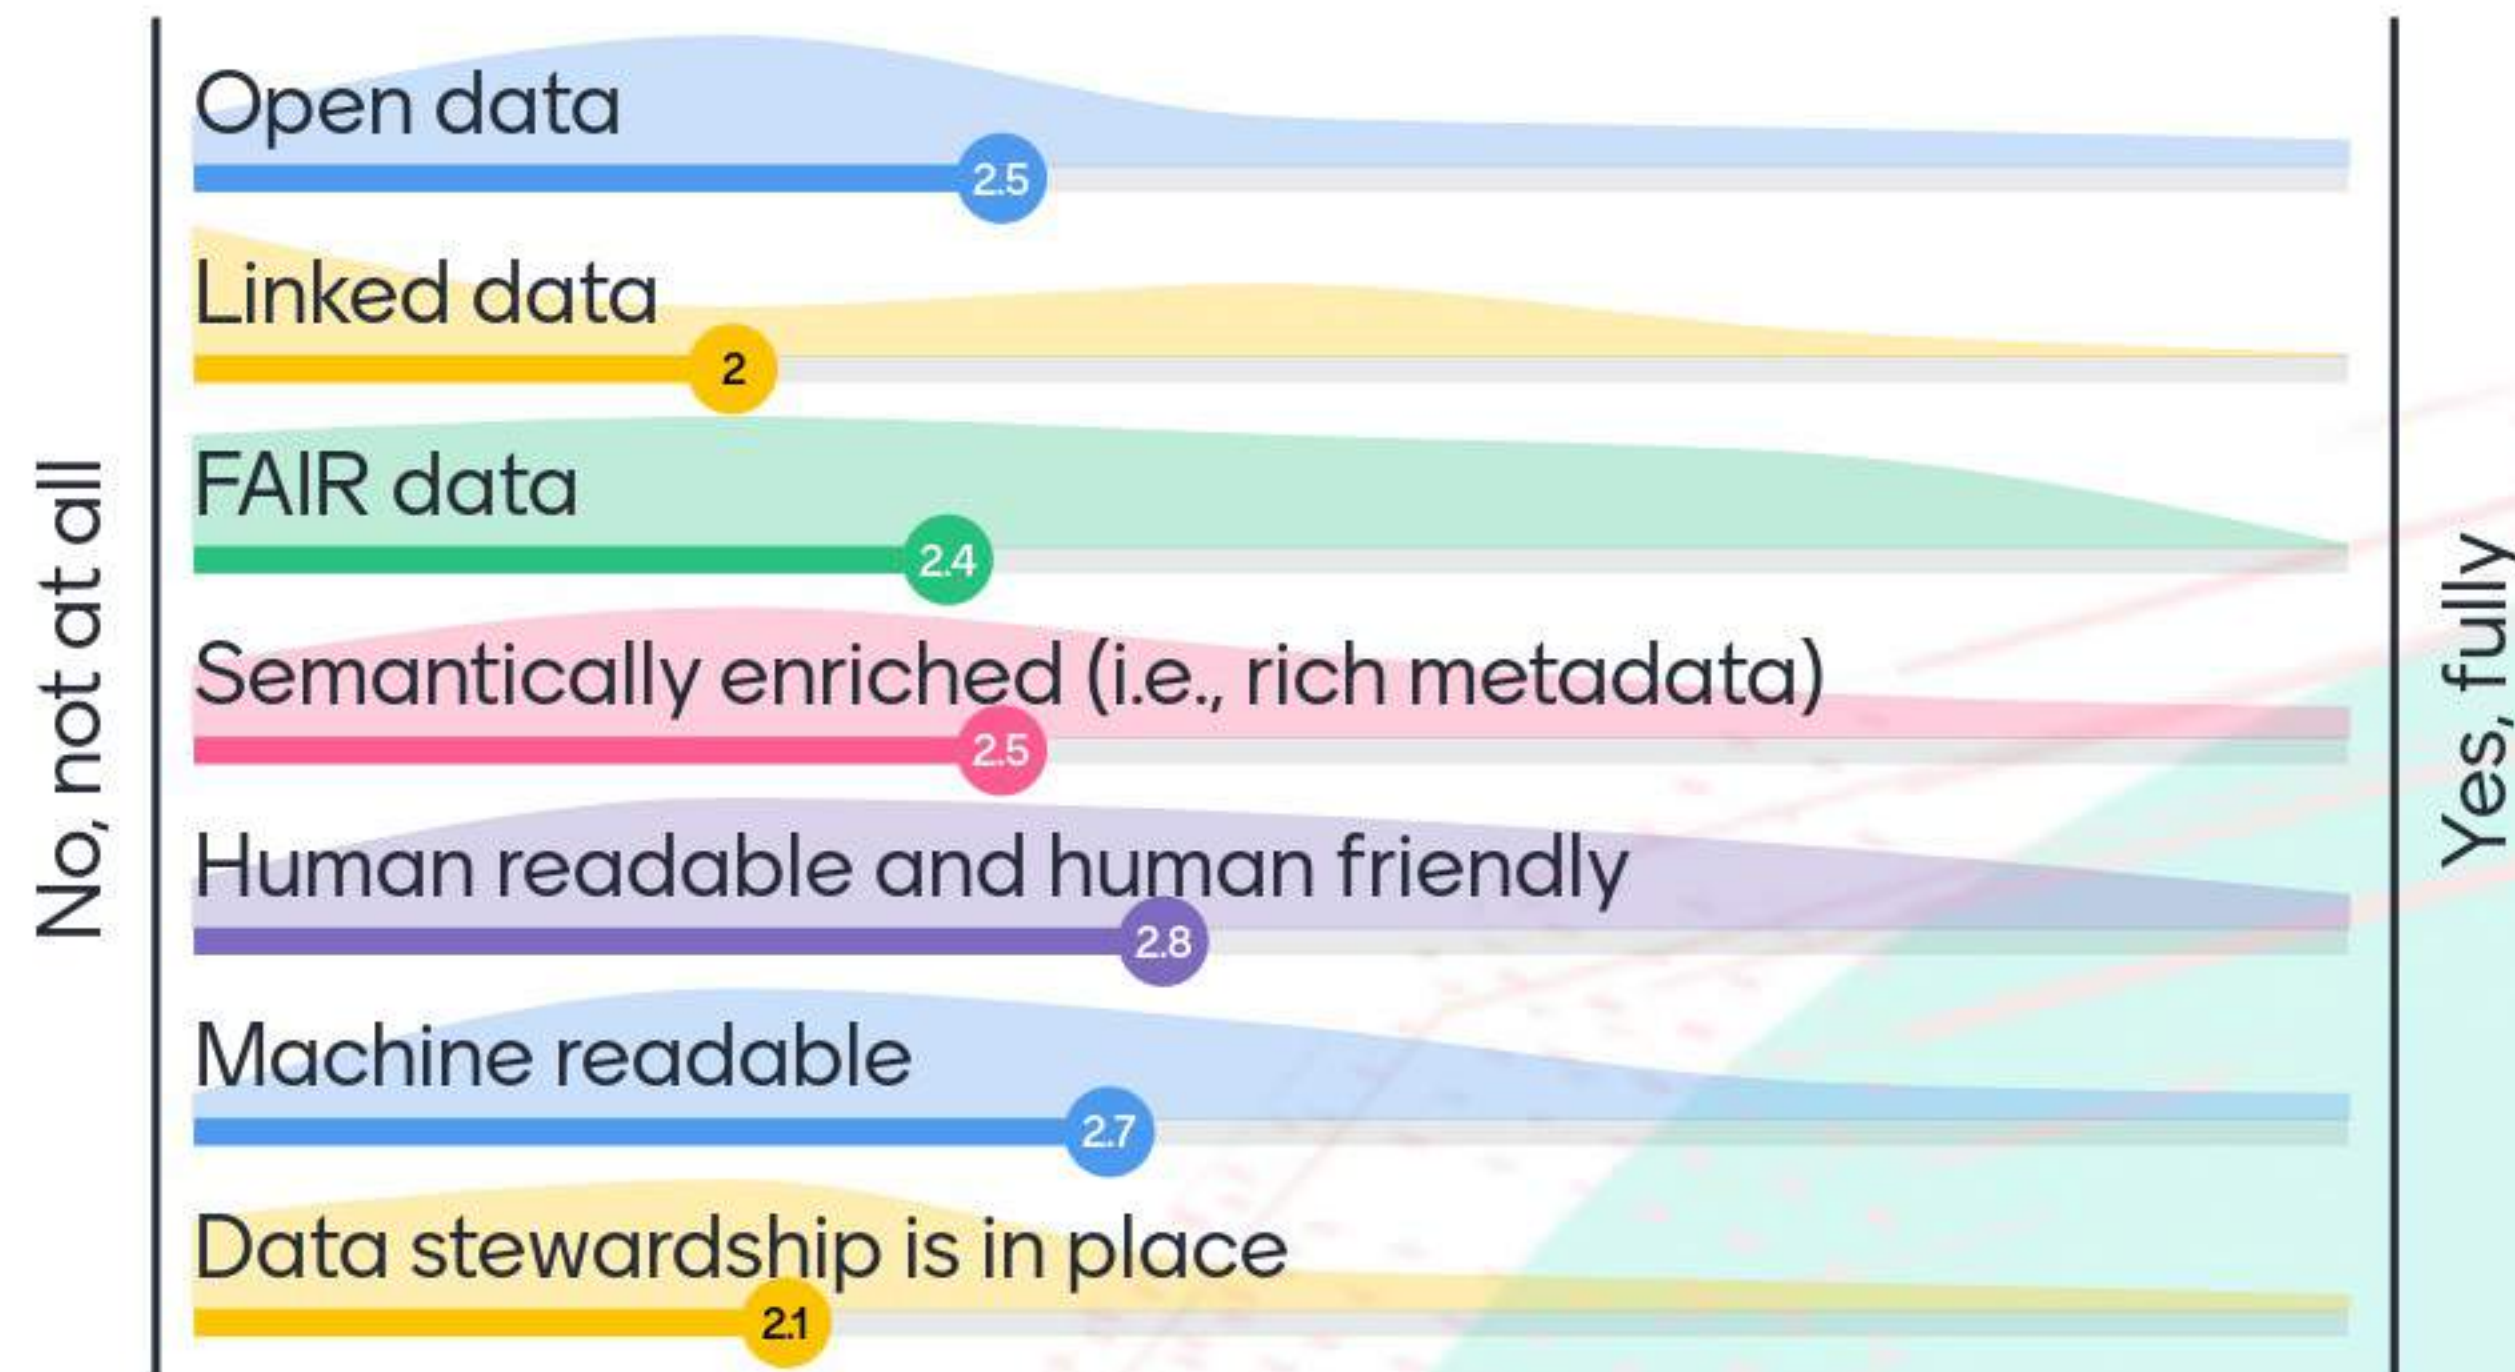 No, not at all
Open data
2.5
Linked data
2
FAIR data
2.4
Semantically enriched (i.e., rich metadata)
2.5
Human readable and human friendly
2.8
Machine readable
2.7
Data stewardship is in place
2.1
Yes, fully